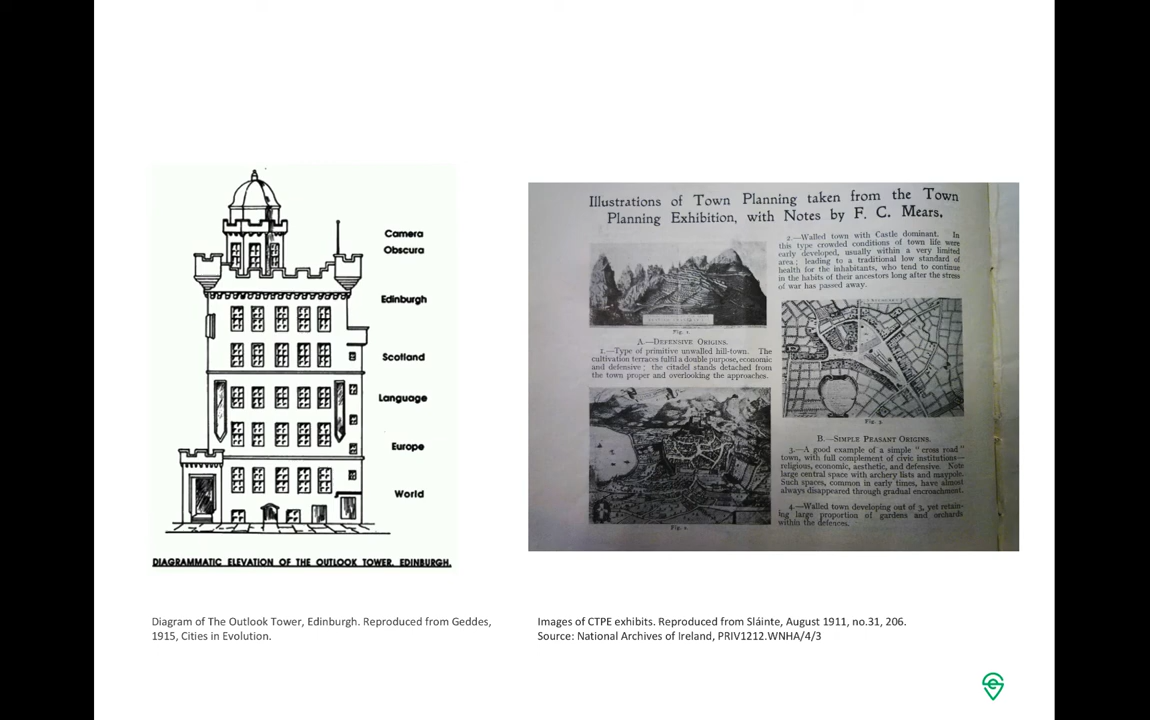 Camera
Obscura
Edinburgh
Scotland
Language
Europe
World
DIAGRAMMATIC ELEVATION OF THE OUTLOOK TOWER, EDINBURGH.
Diagram of The Outlook Tower, Edinburgh. Reproduced from Geddes,
1915, Cities in Evolution.
Illustrations of Town Planning taken from the Town
Planning Exhibition, with Notes by F. C. Mears.
Fig. 1.
A.—DEFENSIVE ORIGINS.
1.—Type of primitive unwalled hill-town. The
cultivation terraces fulfil a double purpose, economic
and defensive; the citadel stands detached from
the town proper and overlooking the approaches.
Fig. 2.
2.—Walled town with Castle dominant. In
this type crowded conditions of town life were
early developed, usually within a very limited
area; leading to a traditional low standard of
health for the inhabitants, who tend to continue
in the habits of their ancestors long after the stress
of war has passed away.
Fig. 3
B.—SIMPLE PEASANT ORIGINS.
3.—A good example of a simple "cross road"
town, with full complement of civic institutions—
religious, economic, aesthetic, and defensive. Note
large central space with archery lists and maypole.
Such spaces, common in early times, have almost
always disappeared through gradual encroachment.
4.—Walled town developing out of 3, yet retain-
ing large proportion of gardens and orchards
within the defences.
Images of CTPE exhibits. Reproduced from Sláinte, August 1911, no.31, 206.
Source: National Archives of Ireland, PRIV1212.WNHA/4/3